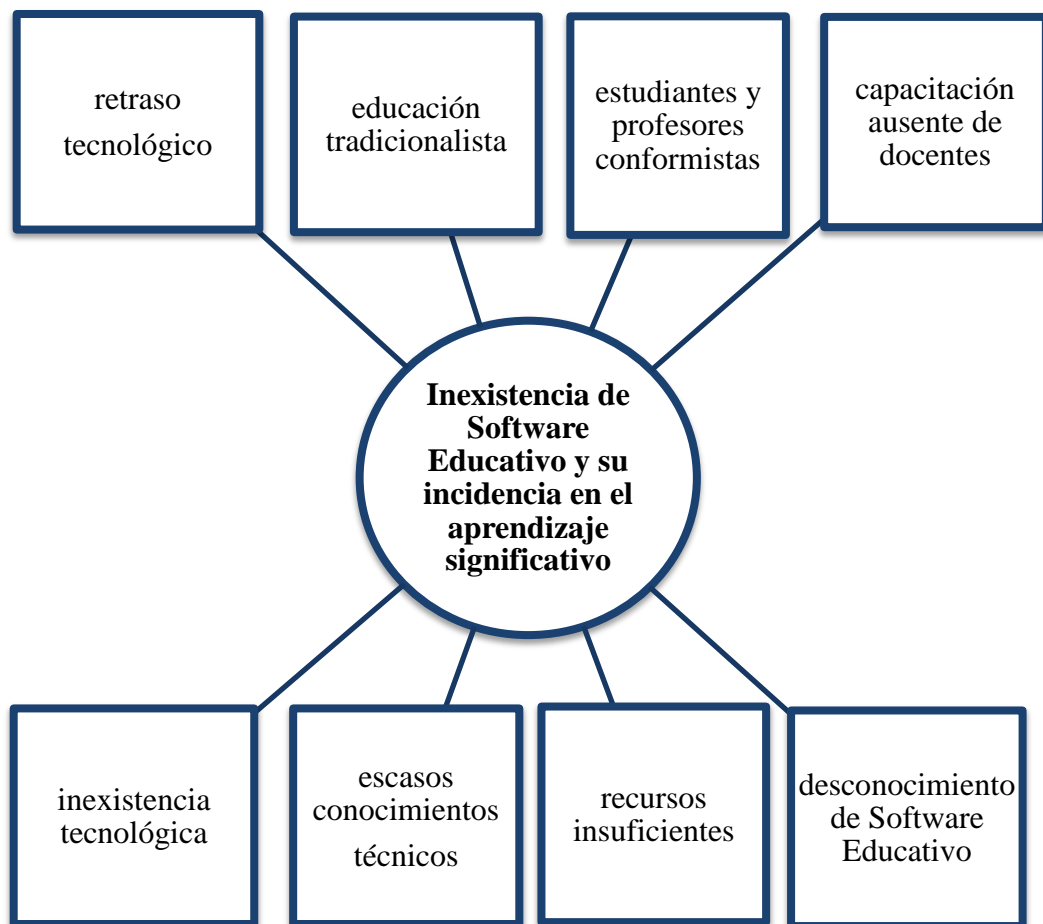 retraso
tecnológico
educación
tradicionalista
estudiantes y
profesores
conformistas
capacitación
ausente de
docentes
Inexistencia de
Software
Educativo y su
incidencia en el
aprendizaje
significativo
inexistencia
tecnológica
escasos
conocimientos
técnicos
recursos
insuficientes
desconocimiento
de Software
Educativo